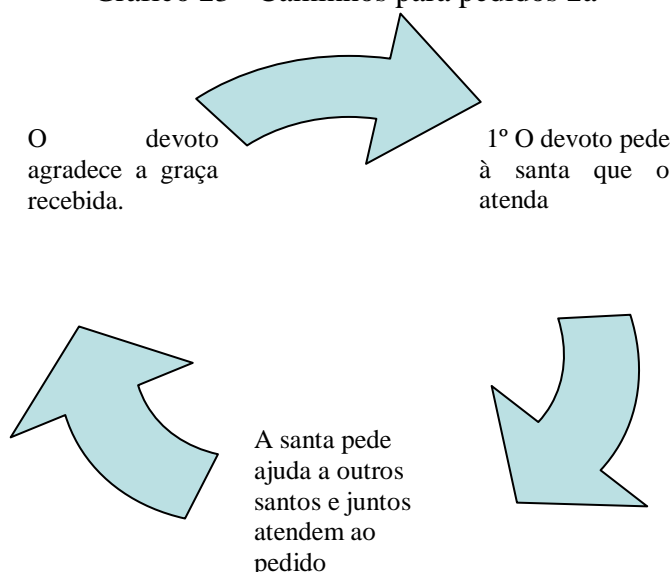 Gráfico 25 - Caminhos para pedidos 2a
O devoto
agradece a graça
recebida.
1º O devoto pede
à santa que o
atenda
A santa pede
ajuda a outros
santos e juntos
atendem ao
pedido